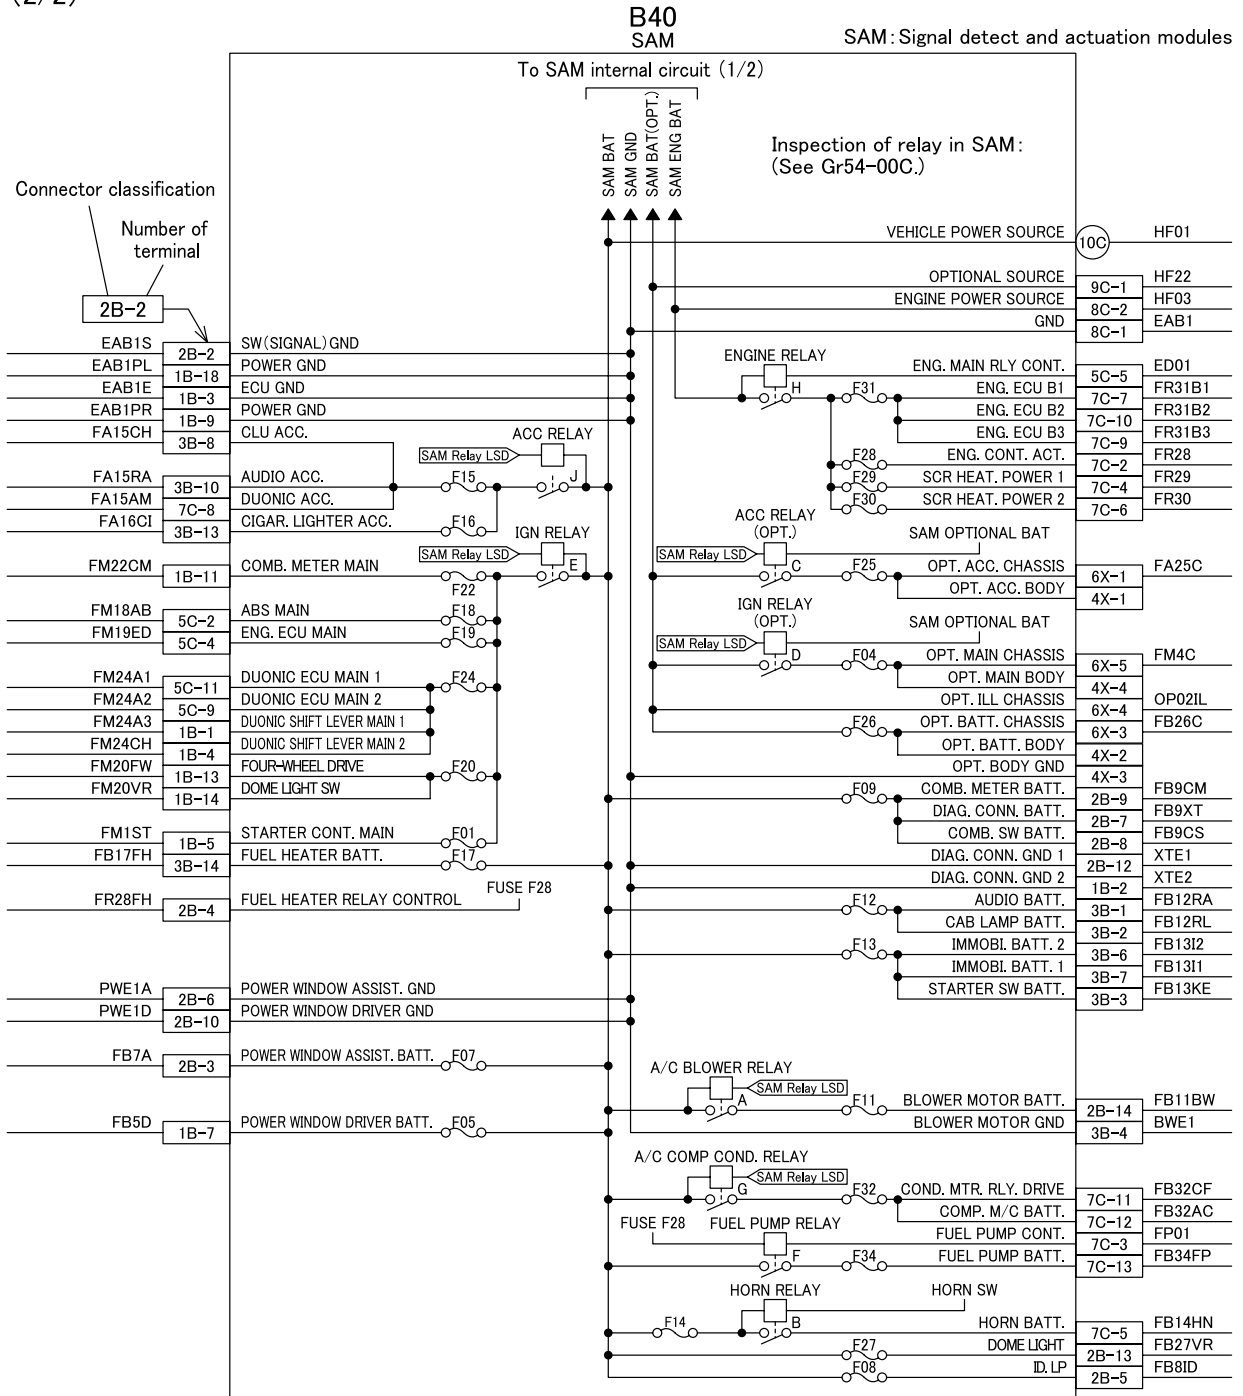 (2/2)
B40
SAM
SAM:Signal detect and actuation modules
To SAM internal circuit (1/2)
SAM BAT
SAM GND
SAM BAT(OPT.)
SAM ENG BAT
Inspection of relay in SAM:
(See Gr54-00C.)
Connector classification
Number of
terminal
2B-2
EAB1S 2B-2 SW(SIGNAL)GND
EAB1PL 1B-18 POWER GND
EAB1E 1B-3 ECU GND
EAB1PR 1B-9 POWER GND
FA15CH 3B-8 CLU ACC.
ACC RELAY
SAM Relay LSD
J
FA15RA 3B-10 AUDIO ACC. F15
FA15AM 7C-8 DUONIC ACC.
FA16CI 3B-13 CIGAR. LIGHTER ACC. F16
IGN RELAY
SAM Relay LSD
E
FM22CM 1B-11 COMB. METER MAIN F22
FM18AB 5C-2 ABS MAIN F18
FM19ED 5C-4 ENG. ECU MAIN F19
FM24A1 5C-11 DUONIC ECU MAIN 1 F24
FM24A2 5C-9 DUONIC ECU MAIN 2
FM24A3 1B-1 DUONIC SHIFT LEVER MAIN 1
FM24CH 1B-4 DUONIC SHIFT LEVER MAIN 2
FM20FW 1B-13 FOUR-WHEEL DRIVE F20
FM20VR 1B-14 DOME LIGHT SW
FM1ST 1B-5 STARTER CONT. MAIN F01
FB17FH 3B-14 FUEL HEATER BATT. F17
FR28FH 2B-4 FUEL HEATER RELAY CONTROL FUSE F28
PWE1A 2B-6 POWER WINDOW ASSIST. GND
PWE1D 2B-10 POWER WINDOW DRIVER GND
FB7A 2B-3 POWER WINDOW ASSIST. BATT. F07
FB5D 1B-7 POWER WINDOW DRIVER BATT. F05
VEHICLE POWER SOURCE 10C HF01
OPTIONAL SOURCE 9C-1 HF22
ENGINE POWER SOURCE 8C-2 HF03
GND 8C-1 EAB1
ENGINE RELAY
H
ENG. MAIN RLY CONT. 5C-5 ED01
F31 ENG. ECU B1 7C-7 FR31B1
ENG. ECU B2 7C-10 FR31B2
ENG. ECU B3 7C-9 FR31B3
F28 ENG. CONT. ACT. 7C-2 FR28
F29 SCR HEAT. POWER 1 7C-4 FR29
F30 SCR HEAT. POWER 2 7C-6 FR30
ACC RELAY
(OPT.)
SAM OPTIONAL BAT
SAM Relay LSD
C F25 OPT. ACC. CHASSIS 6X-1 FA25C
OPT. ACC. BODY 4X-1
IGN RELAY
(OPT.)
SAM OPTIONAL BAT
SAM Relay LSD
D F04 OPT. MAIN CHASSIS 6X-5 FM4C
OPT. MAIN BODY 4X-4
OPT. ILL CHASSIS 6X-4 OP02IL
F26 OPT. BATT. CHASSIS 6X-3 FB26C
OPT. BATT. BODY 4X-2
OPT. BODY GND 4X-3
F09 COMB. METER BATT. 2B-9 FB9CM
DIAG. CONN. BATT. 2B-7 FB9XT
COMB. SW BATT. 2B-8 FB9CS
DIAG. CONN. GND 1 2B-12 XTE1
DIAG. CONN. GND 2 1B-2 XTE2
F12 AUDIO BATT. 3B-1 FB12RA
CAB LAMP BATT. 3B-2 FB12RL
F13 IMMOBI. BATT. 2 3B-6 FB13I2
IMMOBI. BATT. 1 3B-7 FB13I1
STARTER SW BATT. 3B-3 FB13KE
A/C BLOWER RELAY
SAM Relay LSD
A F11 BLOWER MOTOR BATT. 2B-14 FB11BW
BLOWER MOTOR GND 3B-4 BWE1
A/C COMP COND. RELAY
SAM Relay LSD
G F32 COND. MTR. RLY. DRIVE 7C-11 FB32CF
COMP. M/C BATT. 7C-12 FB32AC
FUSE F28 FUEL PUMP RELAY FUEL PUMP CONT. 7C-3 FP01
F F34 FUEL PUMP BATT. 7C-13 FB34FP
HORN RELAY
HORN SW
F14 B HORN BATT. 7C-5 FB14HN
F27 DOME LIGHT 2B-13 FB27VR
F08 ID. LP 2B-5 FB8ID